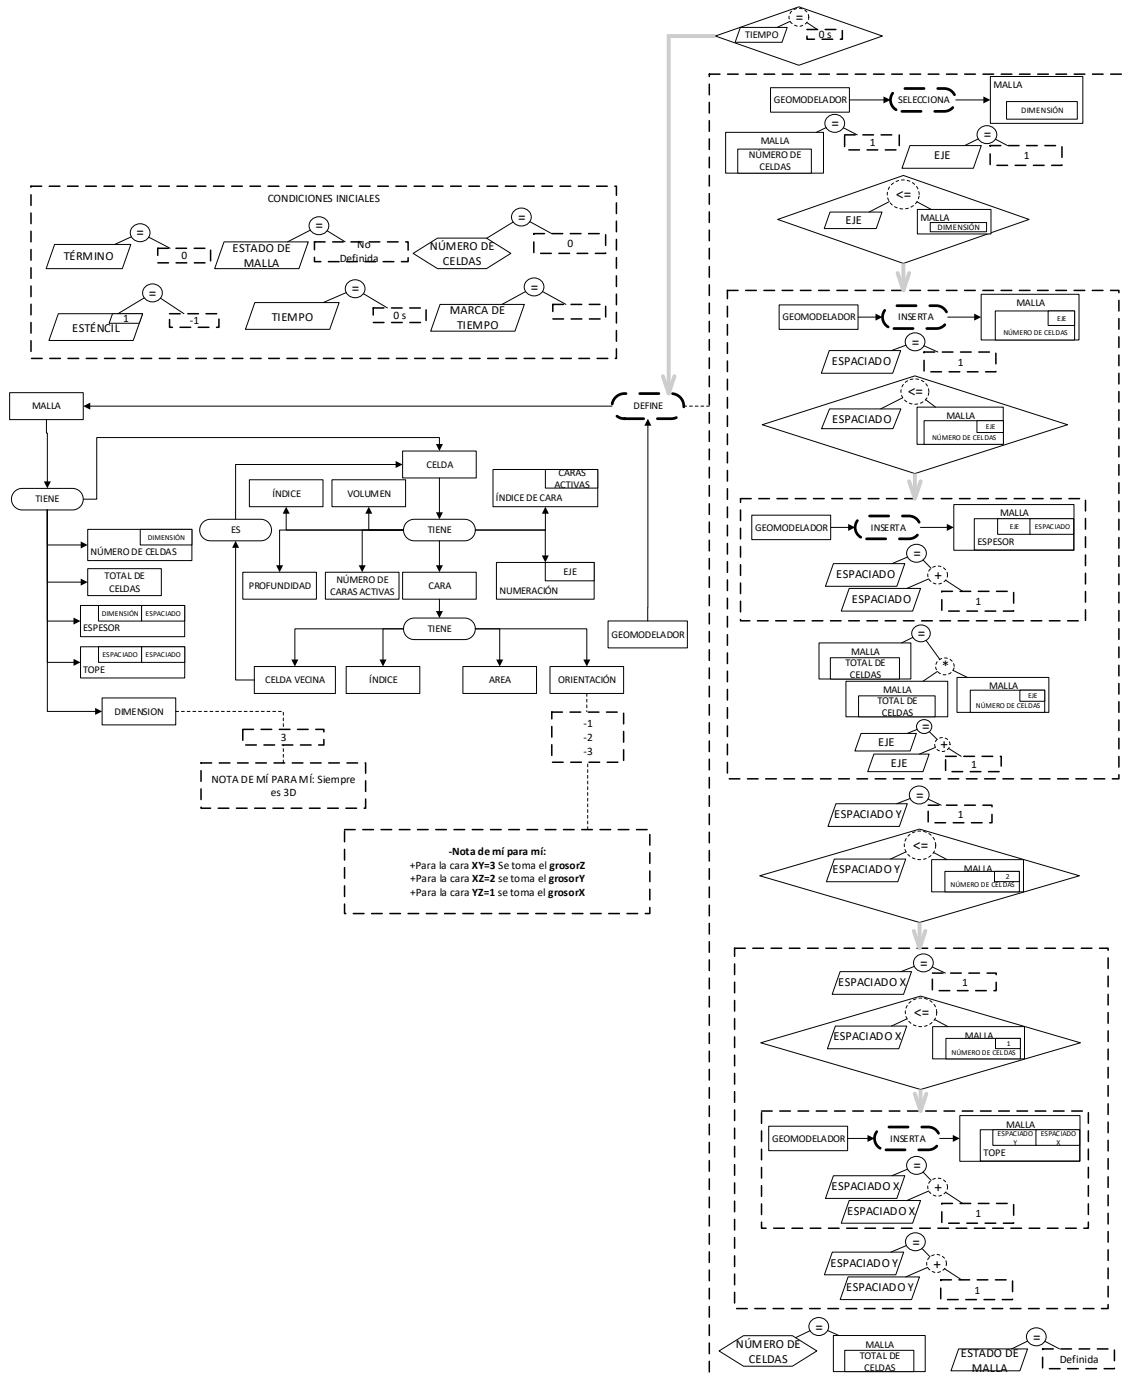 =
TIEMPO
0 s
GEOMODELADOR
SELECCIONA
MALLA
DIMENSIÓN
=
MALLA
NÚMERO DE
CELDAS
1
=
EJE
1
<=
EJE
MALLA
DIMENSIÓN
CONDICIONES INICIALES
=
TÉRMINO
0
=
ESTADO DE
MALLA
No
Definida
=
NÚMERO DE
CELDAS
0
=
1
ESTÉNCIL
-1
=
TIEMPO
0 s
=
MARCA DE
TIEMPO
GEOMODELADOR
INSERTA
MALLA
EJE
NÚMERO DE CELDAS
=
ESPACIADO
1
<=
ESPACIADO
MALLA
EJE
NÚMERO DE CELDAS
MALLA
DEFINE
CELDA
TIENE
ÍNDICE
VOLUMEN
CARAS
ACTIVAS
ÍNDICE DE CARA
ES
TIENE
DIMENSIÓN
NÚMERO DE CELDAS
TOTAL DE
CELDAS
PROFUNDIDAD
NÚMERO DE
CARAS ACTIVAS
CARA
EJE
NUMERACIÓN
DIMENSIÓN ESPACIADO
ESPESOR
TIENE
GEOMODELADOR
ESPACIADO ESPACIADO
TOPE
CELDA VECINA
ÍNDICE
AREA
ORIENTACIÓN
DIMENSION
3
-1
-2
-3
NOTA DE MÍ PARA MÍ: Siempre
es 3D
-Nota de mí para mí:
+Para la cara XY=3 Se toma el grosorZ
+Para la cara XZ=2 se toma el grosorY
+Para la cara YZ=1 se toma el grosorX
GEOMODELADOR
INSERTA
MALLA
EJE ESPACIADO
ESPESOR
=
ESPACIADO
+
ESPACIADO
1
=
MALLA
TOTAL DE
CELDAS
*
MALLA
TOTAL DE
CELDAS
MALLA
EJE
NÚMERO DE CELDAS
=
EJE
+
EJE
1
=
ESPACIADO Y
1
<=
ESPACIADO Y
MALLA
2
NÚMERO DE CELDAS
=
ESPACIADO X
1
<=
ESPACIADO X
MALLA
1
NÚMERO DE CELDAS
GEOMODELADOR
INSERTA
MALLA
ESPACIADO ESPACIADO
Y X
TOPE
=
ESPACIADO X
+
ESPACIADO X
1
=
ESPACIADO Y
+
ESPACIADO Y
1
=
NÚMERO DE
CELDAS
MALLA
TOTAL DE
CELDAS
=
ESTADO DE
MALLA
Definida